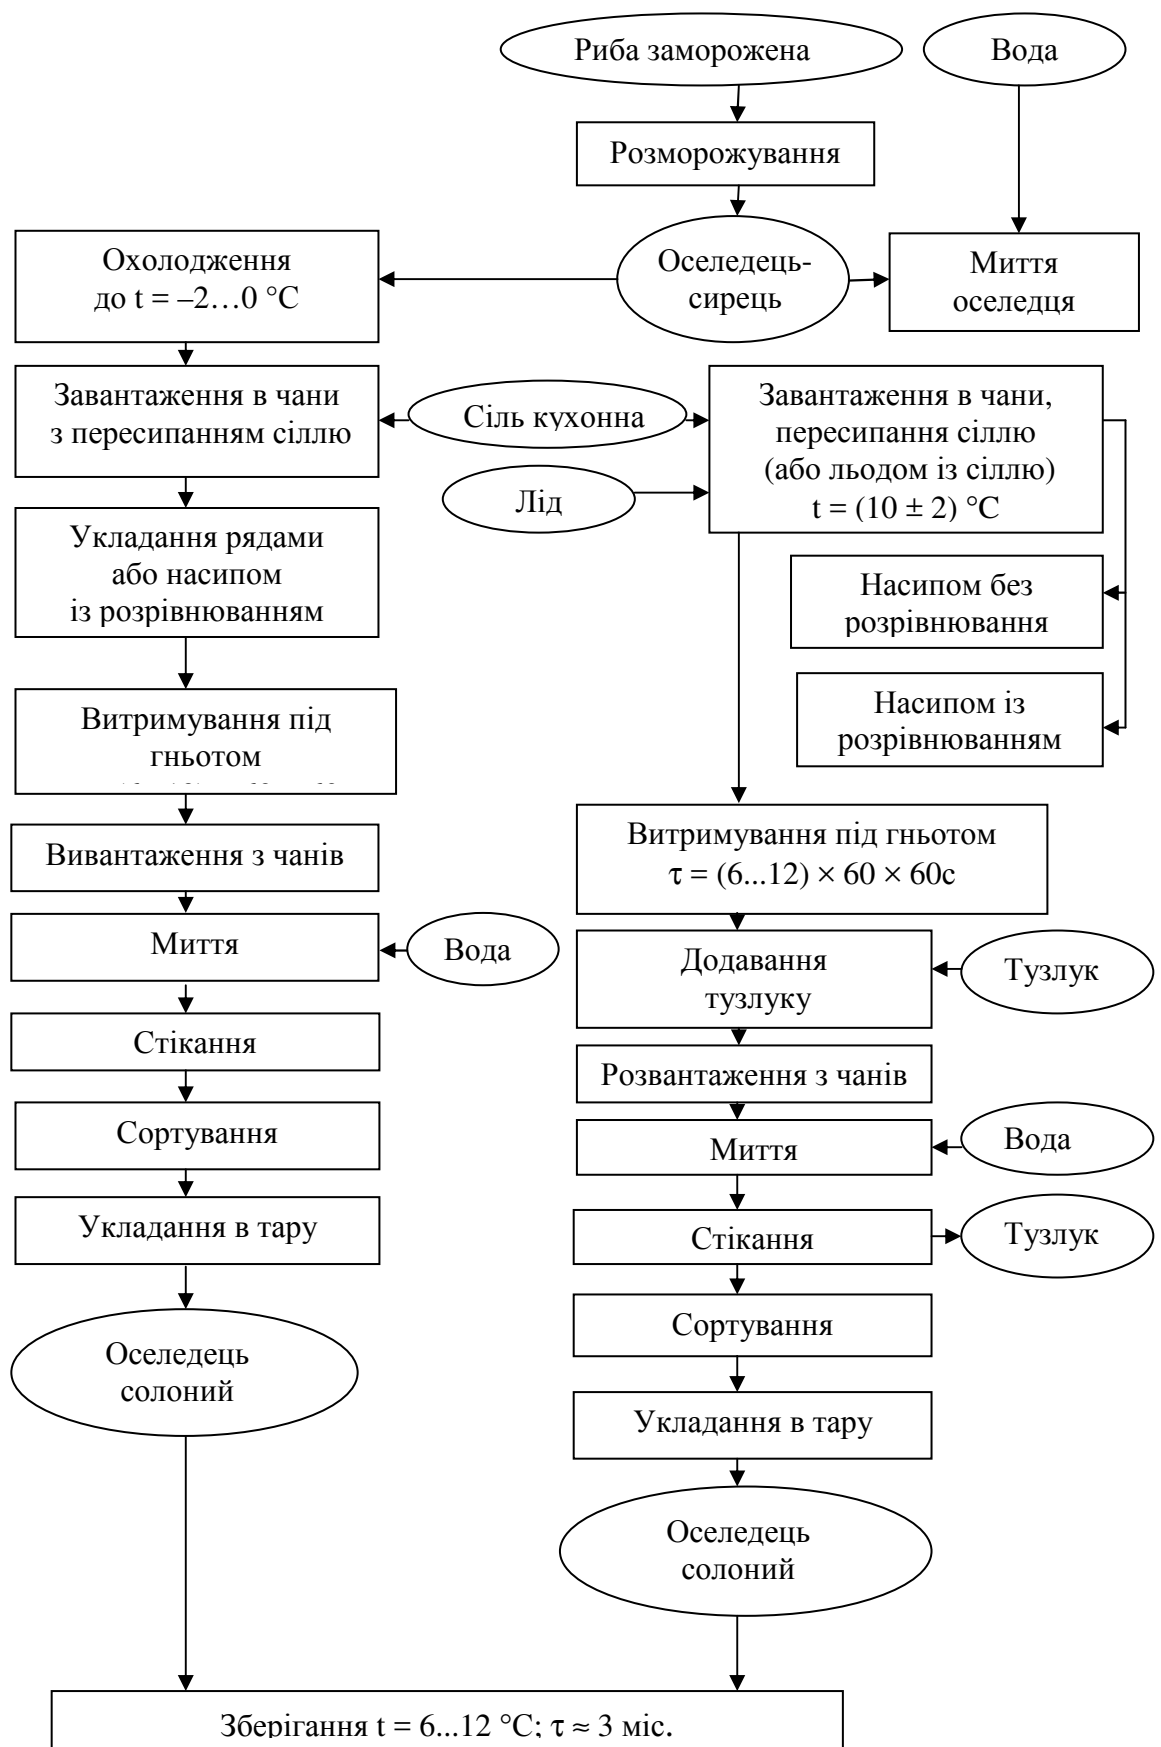 Риба заморожена
Вода
Розморожування
Оселедець-
сирець
Миття
оселедця
Охолодження
до t = –2…0 °С
Завантаження в чани
з пересипанням сіллю
Сіль кухонна
Завантаження в чани,
пересипання сіллю
(або льодом із сіллю)
t = (10 ± 2) °С
Лід
Укладання рядами
або насипом
із розрівнюванням
Насипом без
розрівнювання
Насипом із
розрівнюванням
Витримування під
гньотом
Витримування під гньотом
τ = (6...12) × 60 × 60с
Вивантаження з чанів
Миття
Вода
Додавання
тузлуку
Тузлук
Стікання
Розвантаження з чанів
Сортування
Миття
Вода
Укладання в тару
Стікання
Тузлук
Оселедець
солоний
Сортування
Укладання в тару
Оселедець
солоний
Зберігання t = 6...12 °С; τ ≈ 3 міс.